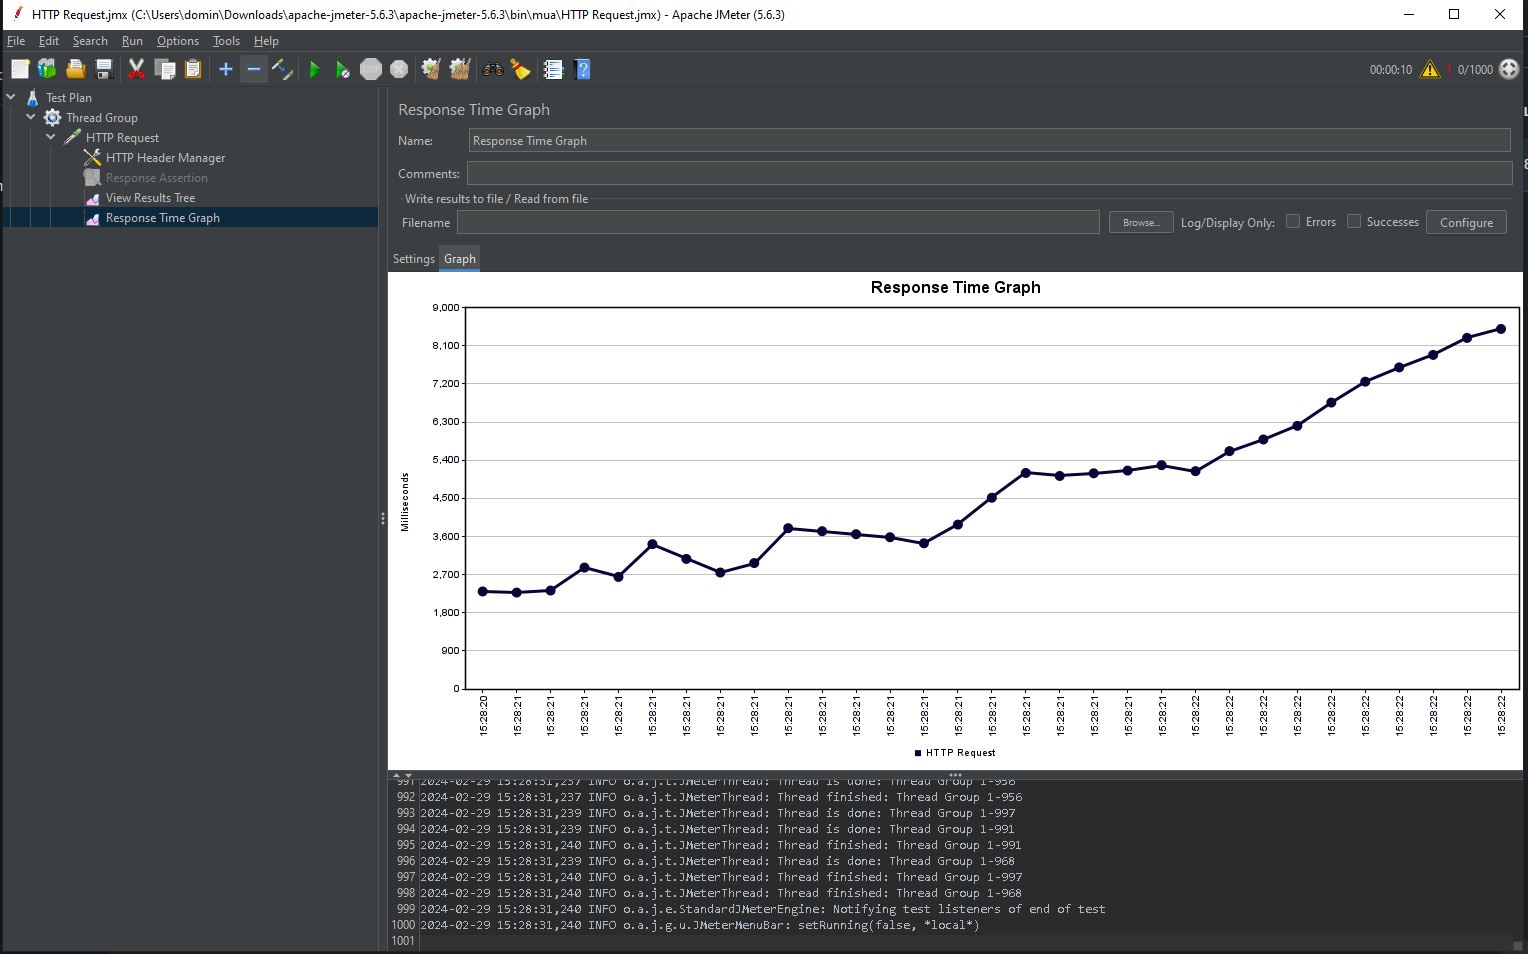 HTTP Request.jmx (C:\Users\domin\Downloads\apache-jmeter-5.6.3\apache-jmeter-5.6.3\bin\mua\HTTP Request.jmx) - Apache JMeter (5.6.3)
File Edit Search Run Options Tools Help
STOP
00:00:10 1 0/1000
Test Plan
Thread Group
HTTP Request
HTTP Header Manager
Response Assertion
View Results Tree
Response Time Graph
Response Time Graph
Name: Response Time Graph
Comments:
Write results to file / Read from file
Filename Browse... Log/Display Only: Errors Successes Configure
Settings Graph
Response Time Graph
9,000
8,100
7,200
6,300
5,400
4,500
3,600
2,700
1,800
900
0
Milliseconds
15:28:20 15:28:21 15:28:21 15:28:21 15:28:21 15:28:21 15:28:21 15:28:21 15:28:21 15:28:21 15:28:21 15:28:21 15:28:21 15:28:21 15:28:21 15:28:21 15:28:21 15:28:21 15:28:21 15:28:21 15:28:21 15:28:22 15:28:22 15:28:22 15:28:22 15:28:22 15:28:22 15:28:22 15:28:22 15:28:22 15:28:22
HTTP Request
991 2024-02-29 15:28:31,237 INFO o.a.j.t.JMeterThread: Thread is done: Thread Group 1-956
992 2024-02-29 15:28:31,237 INFO o.a.j.t.JMeterThread: Thread finished: Thread Group 1-956
993 2024-02-29 15:28:31,239 INFO o.a.j.t.JMeterThread: Thread is done: Thread Group 1-997
994 2024-02-29 15:28:31,239 INFO o.a.j.t.JMeterThread: Thread is done: Thread Group 1-991
995 2024-02-29 15:28:31,240 INFO o.a.j.t.JMeterThread: Thread finished: Thread Group 1-991
996 2024-02-29 15:28:31,239 INFO o.a.j.t.JMeterThread: Thread is done: Thread Group 1-968
997 2024-02-29 15:28:31,240 INFO o.a.j.t.JMeterThread: Thread finished: Thread Group 1-997
998 2024-02-29 15:28:31,240 INFO o.a.j.t.JMeterThread: Thread finished: Thread Group 1-968
999 2024-02-29 15:28:31,240 INFO o.a.j.e.StandardJMeterEngine: Notifying test listeners of end of test
1000 2024-02-29 15:28:31,240 INFO o.a.j.g.u.JMeterMenuBar: setRunning(false, *local*)
1001